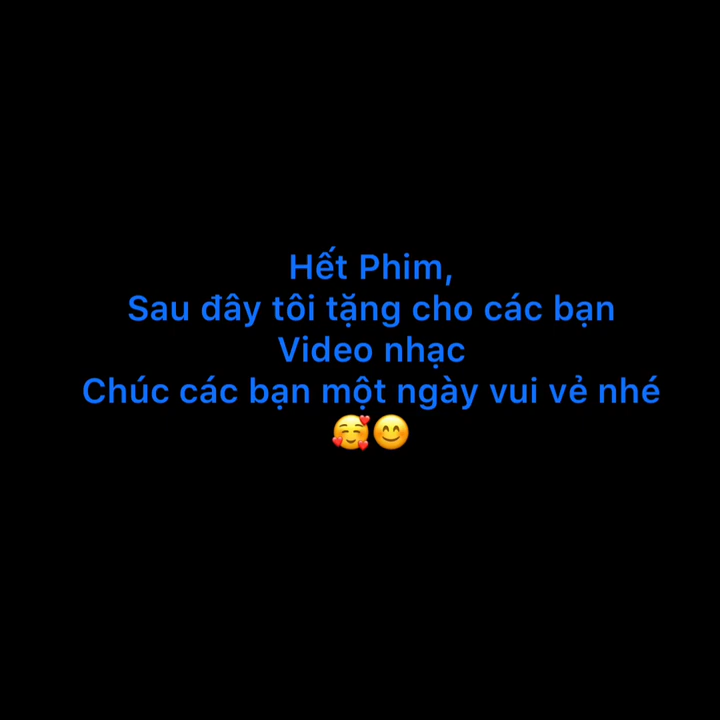 Hết Phim,
Sau đây tôi tặng cho các bạn
Video nhạc
Chúc các bạn một ngày vui vẻ nhé
🥰😊